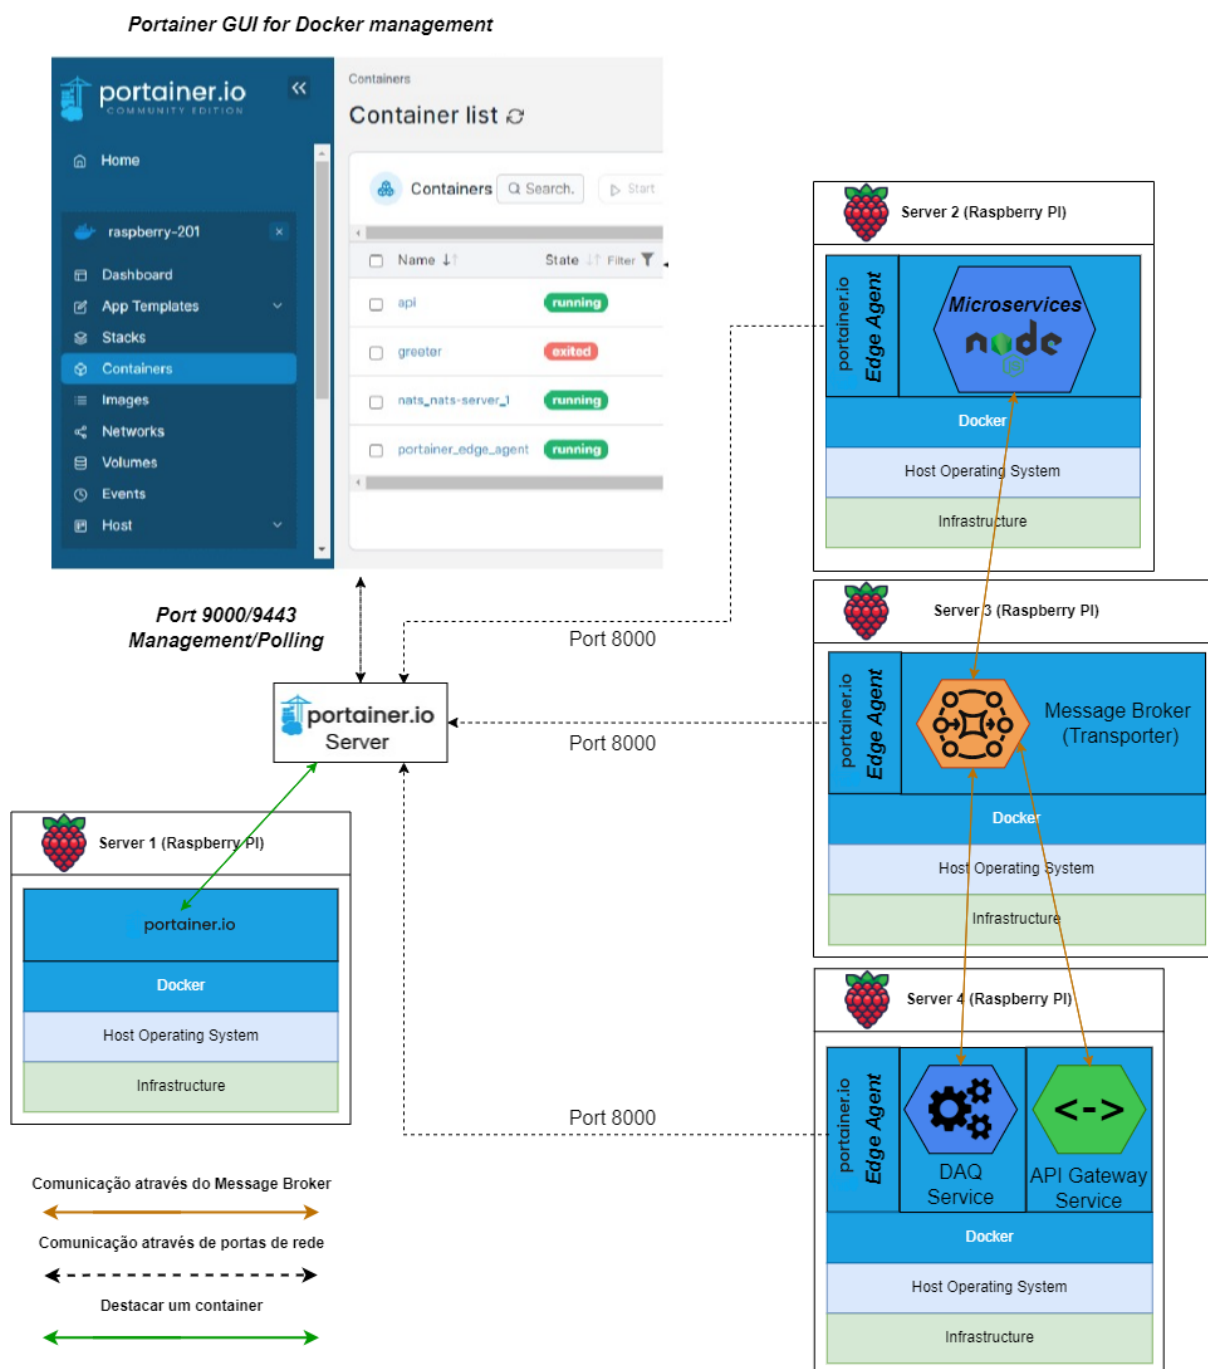 Portainer GUI for Docker management
portainer.io
COMMUNITY EDITION
Home
raspberry-201
Dashboard
App Templates
Stacks
Containers
Images
Networks
Volumes
Events
Host
Containers
Container list
Containers
Search.
Start
Name
State
Filter
api
running
greeter
exited
nats_nats-server_1
running
portainer_edge_agent
running
Port 9000/9443
Management/Polling
portainer.io
Server
Port 8000
Port 8000
Port 8000
Server 1 (Raspberry PI)
portainer.io
Docker
Host Operating System
Infrastructure
Server 2 (Raspberry PI)
portainer.io
Edge Agent
Microservices
node
JS
Docker
Host Operating System
Infrastructure
Server 3 (Raspberry PI)
portainer.io
Edge Agent
Message Broker
(Transporter)
Docker
Host Operating System
Infrastructure
Server 4 (Raspberry PI)
portainer.io
Edge Agent
DAQ
Service
<->
API Gateway
Service
Docker
Host Operating System
Infrastructure
Comunicação através do Message Broker
Comunicação através de portas de rede
Destacar um container